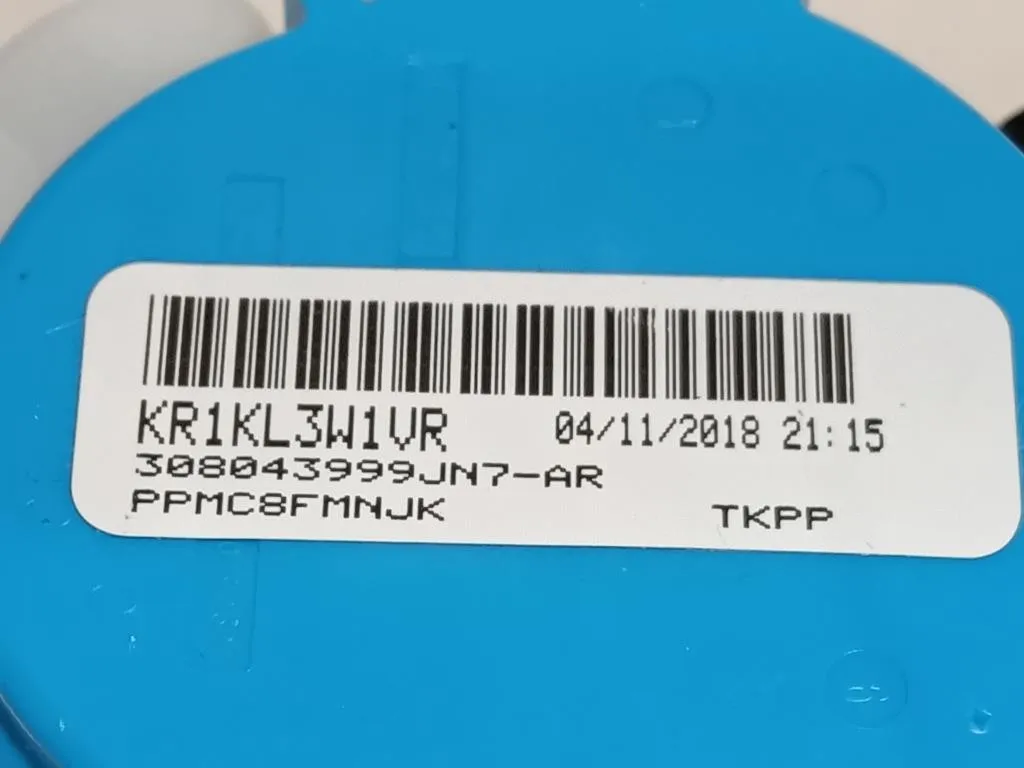 KR1KL3W1VR 04/11/2018 21:15
308043999JN7-AR
PPMC8FMNJK TKPP